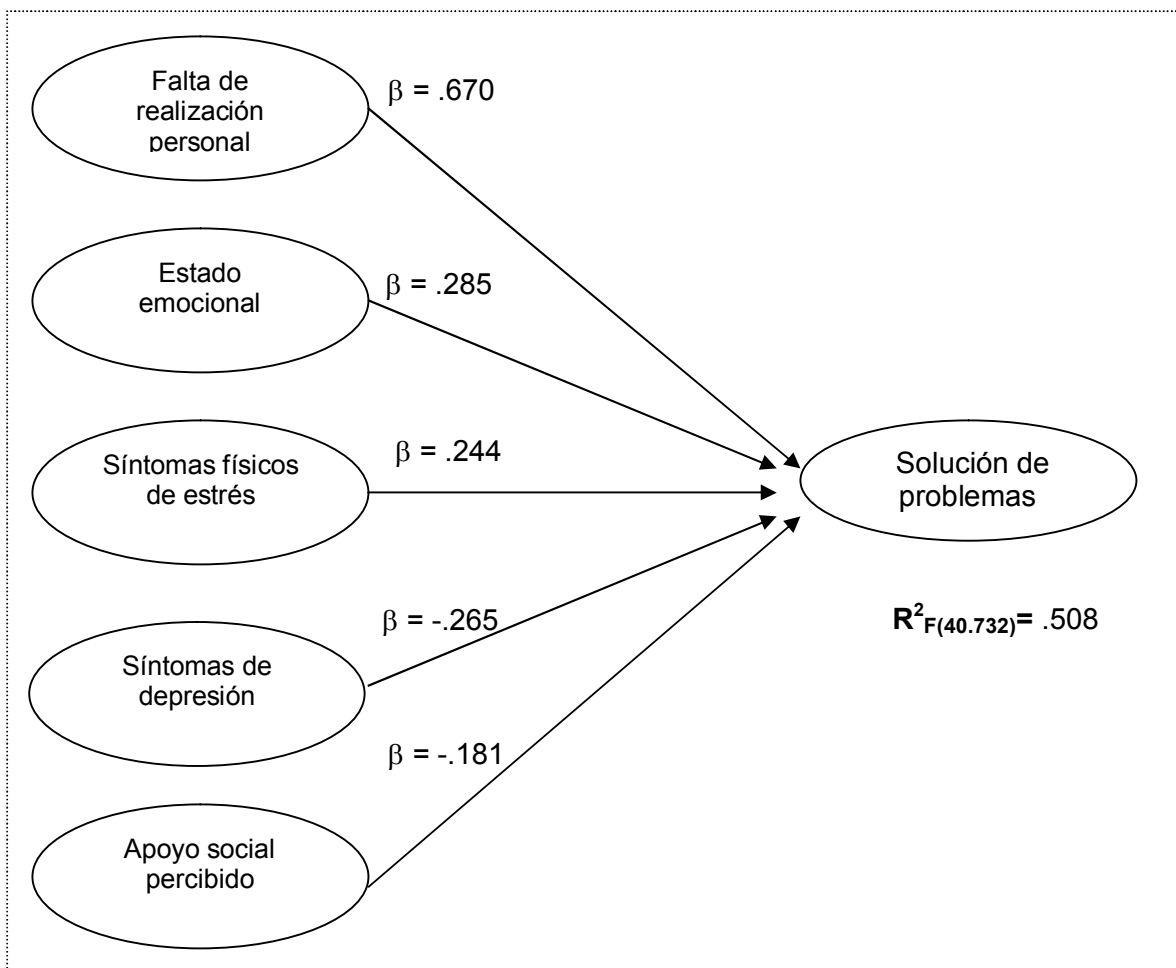 Falta de
realización
personal
β = .670
Estado
emocional
β = .285
Síntomas físicos
de estrés
β = .244
Solución de
problemas
Síntomas de
depresión
β = -.265
R²F(40.732)= .508
Apoyo social
percibido
β = -.181